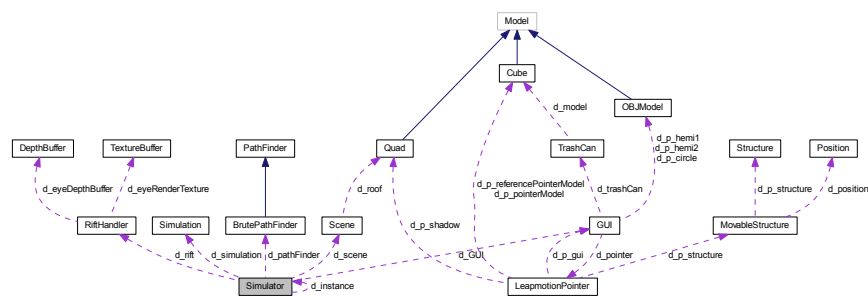 Model
Cube
d_model
OBJModel
d_p_hemi1
d_p_hemi2
d_p_circle
DepthBuffer
TextureBuffer
PathFinder
Quad
TrashCan
Structure
Position
d_eyeDepthBuffer
d_eyeRenderTexture
d_roof
d_p_referencePointerModel
d_p_pointerModel
d_trashCan
d_p_structure
d_position
RiftHandler
Simulation
BrutePathFinder
Scene
d_p_shadow
GUI
MovableStructure
d_rift
d_simulation
d_pathFinder
d_scene
d_GUI
d_p_gui
d_pointer
d_p_structure
Simulator
d_instance
LeapmotionPointer